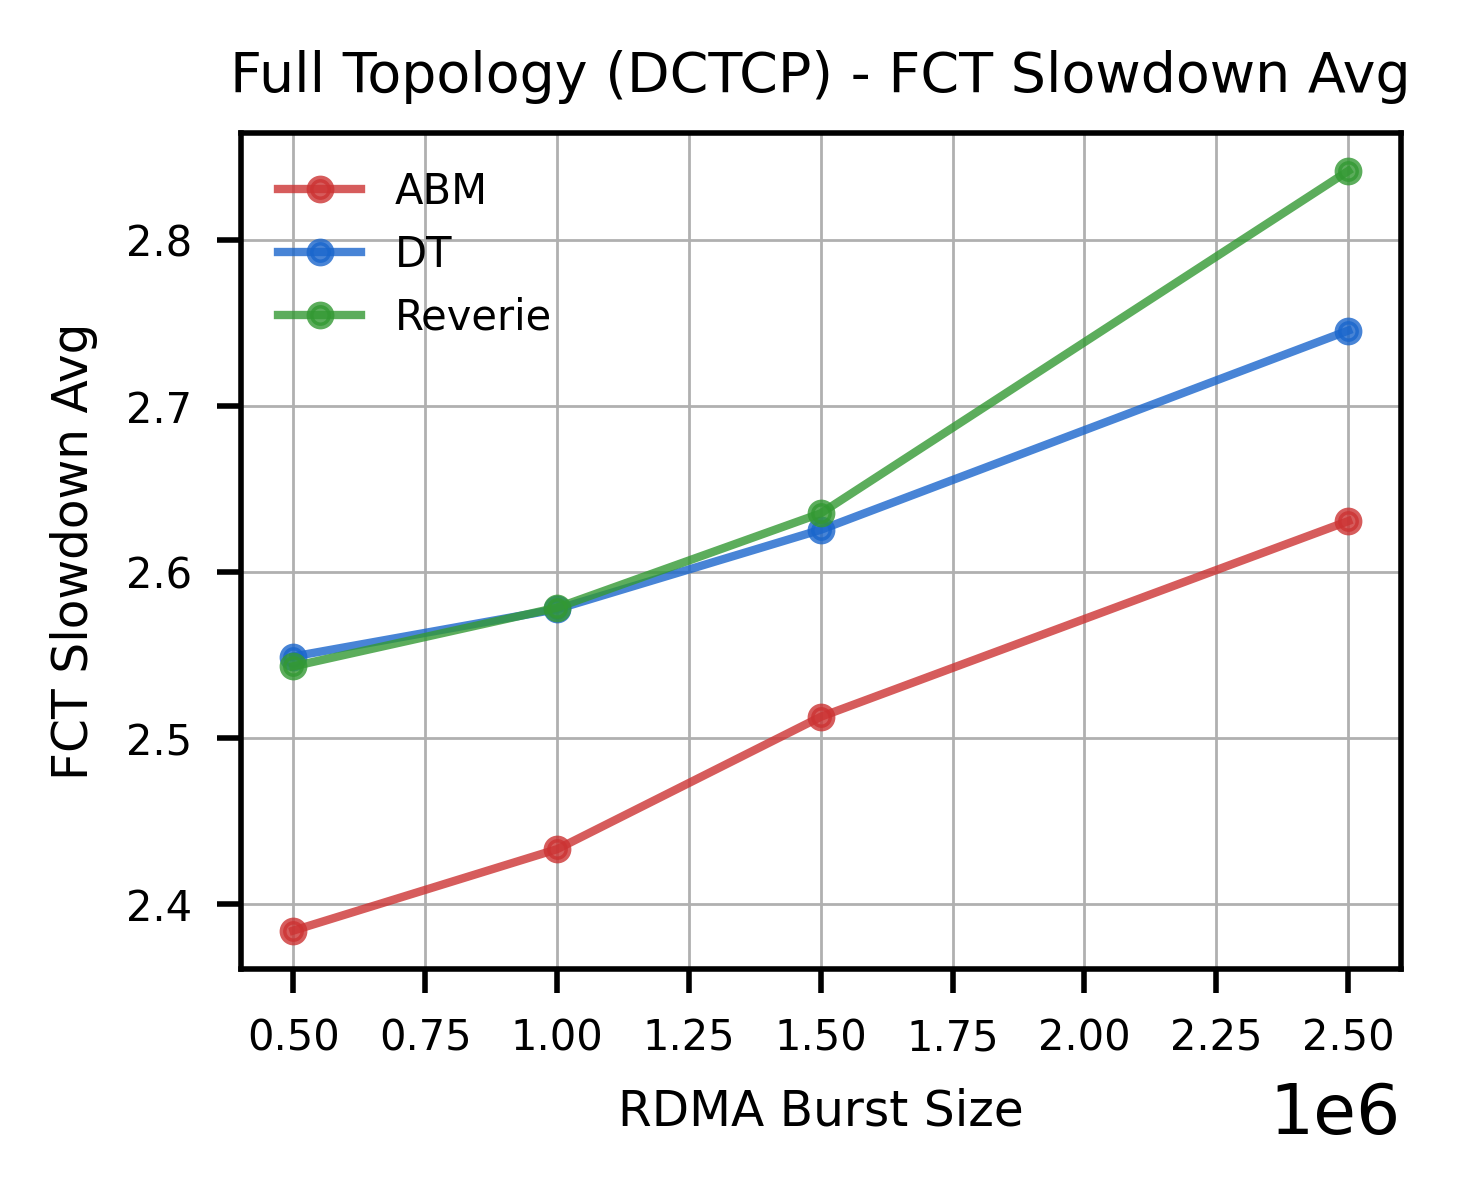 Full Topology (DCTCP) - FCT Slowdown Avg
ABM
DT
Reverie
FCT Slowdown Avg
2.8
2.7
2.6
2.5
2.4
0.50 0.75 1.00 1.25 1.50 1.75 2.00 2.25 2.50
RDMA Burst Size
1e6